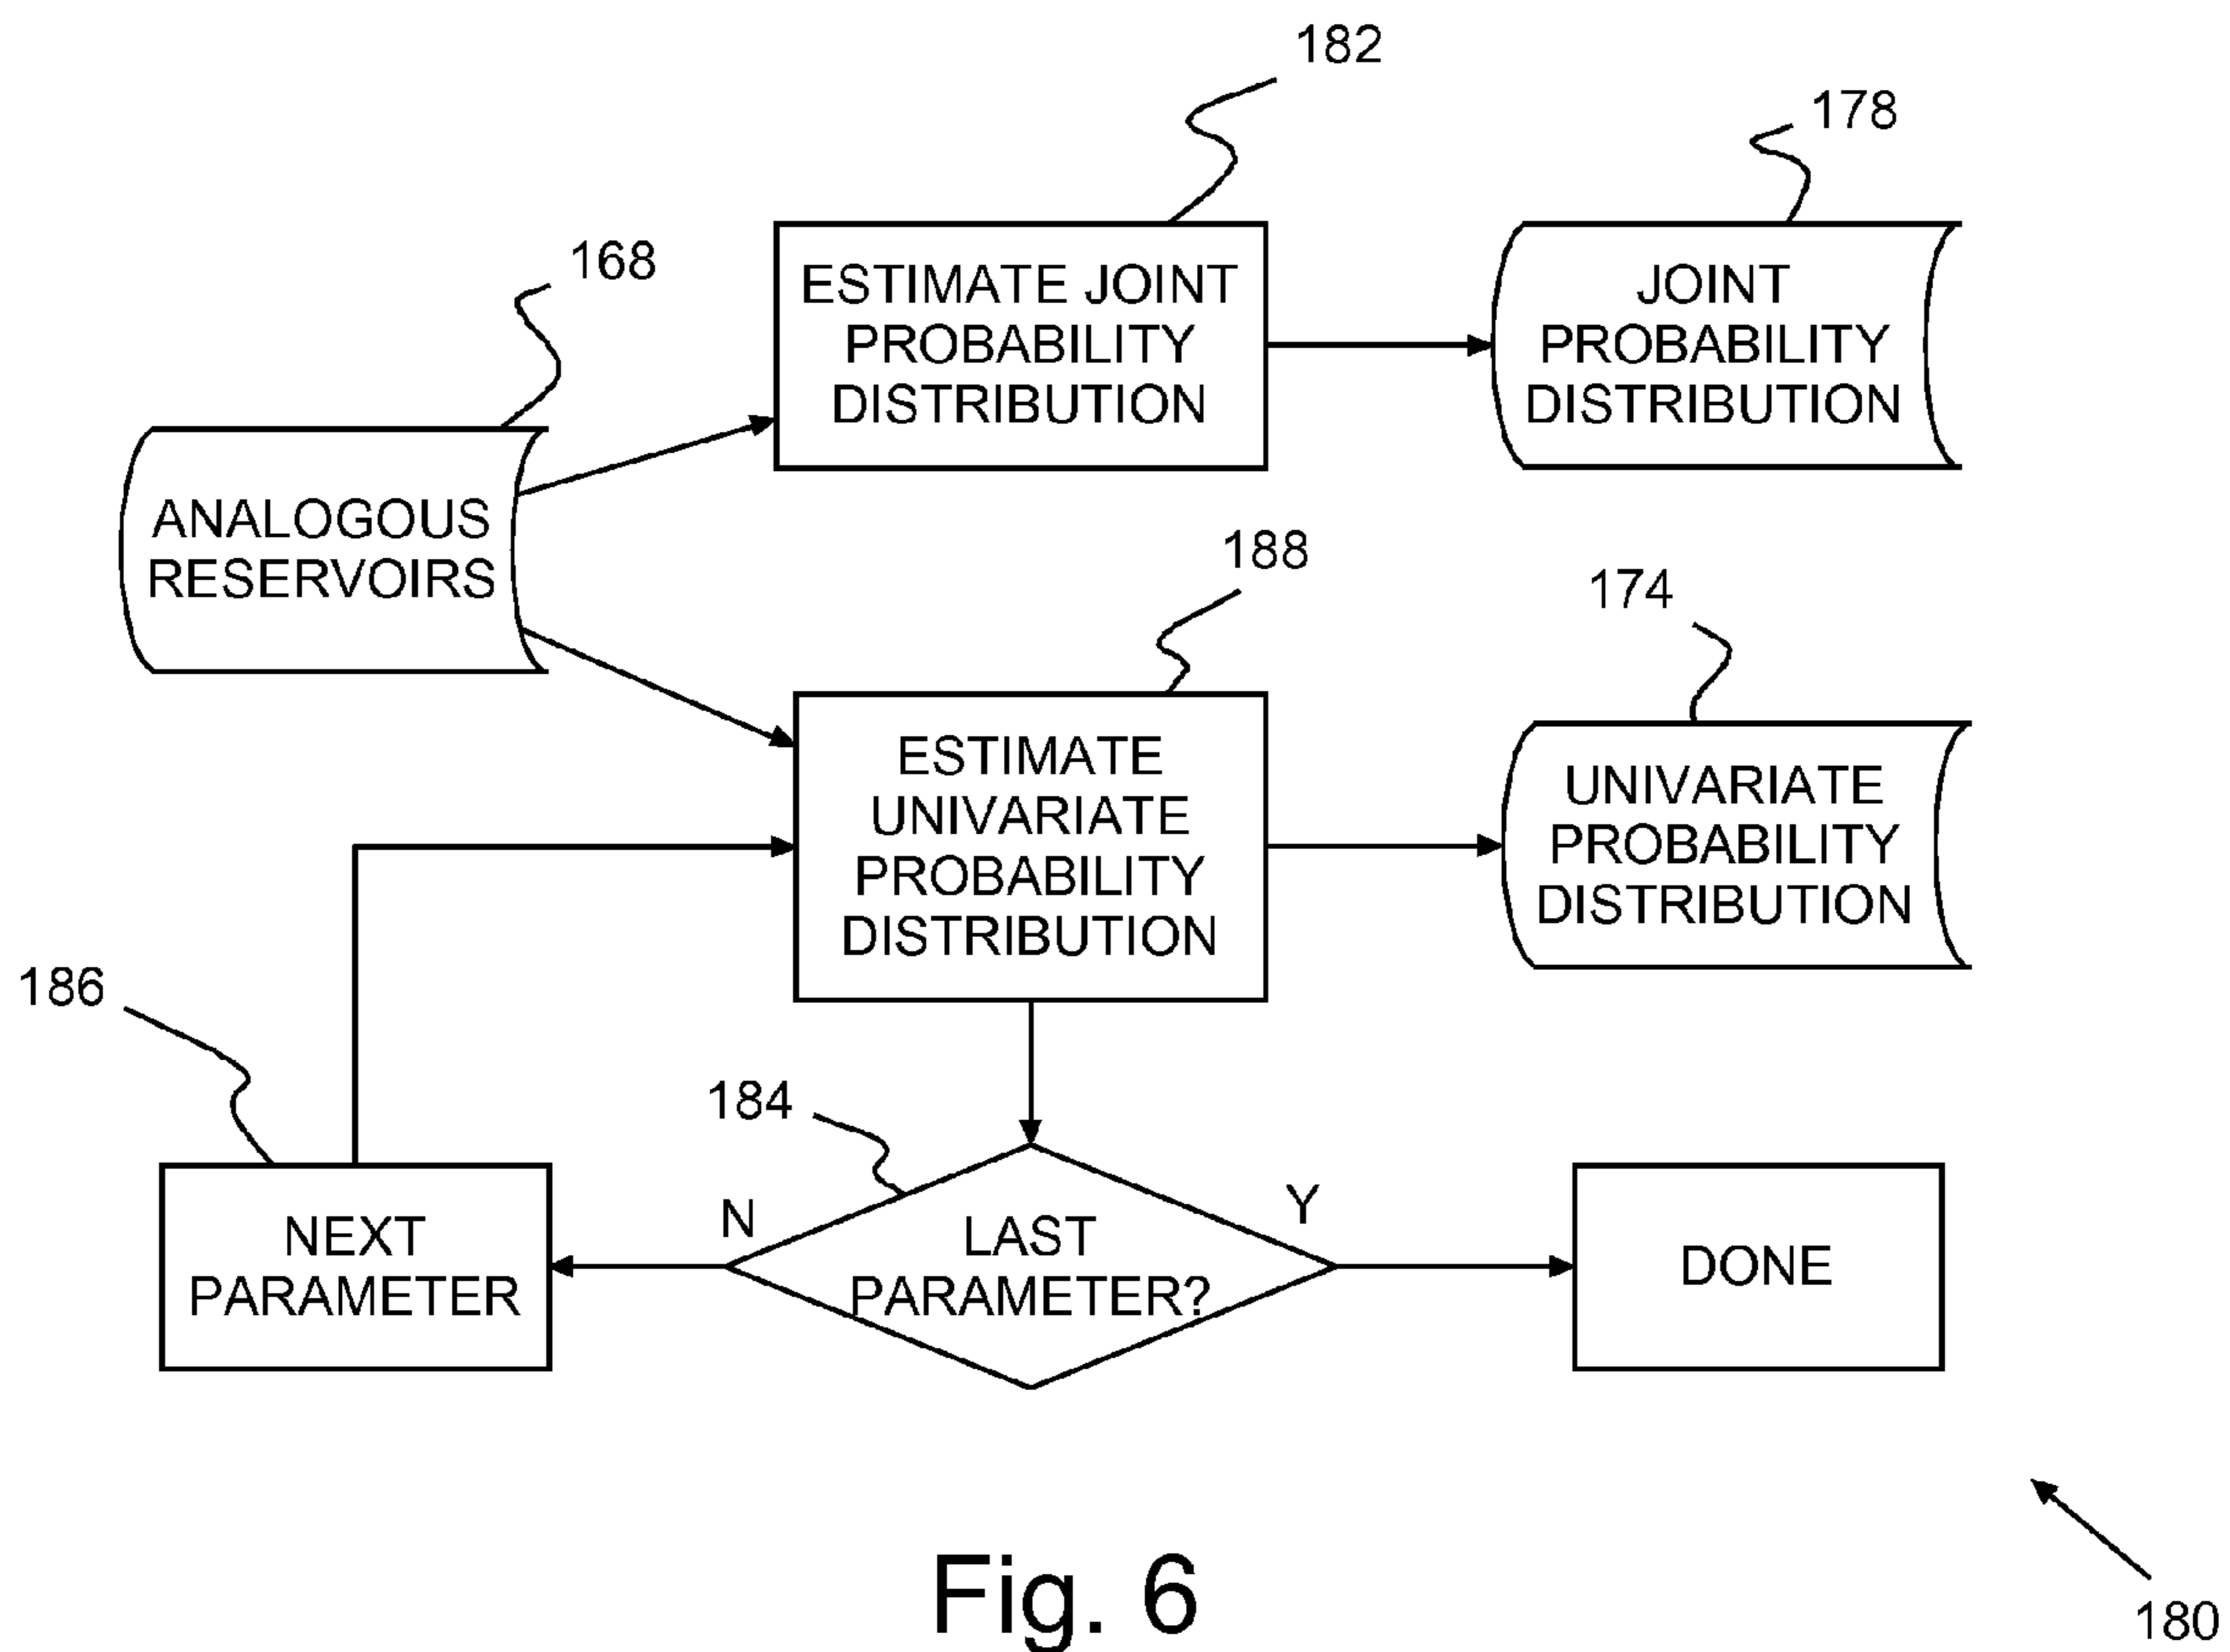 182
178
168
ESTIMATE JOINT
PROBABILITY
DISTRIBUTION
JOINT
PROBABILITY
DISTRIBUTION
ANALOGOUS
RESERVOIRS
188
174
ESTIMATE
UNIVARIATE
PROBABILITY
DISTRIBUTION
UNIVARIATE
PROBABILITY
DISTRIBUTION
186
184
N
Y
NEXT
PARAMETER
LAST
PARAMETER?
DONE
Fig. 6
180